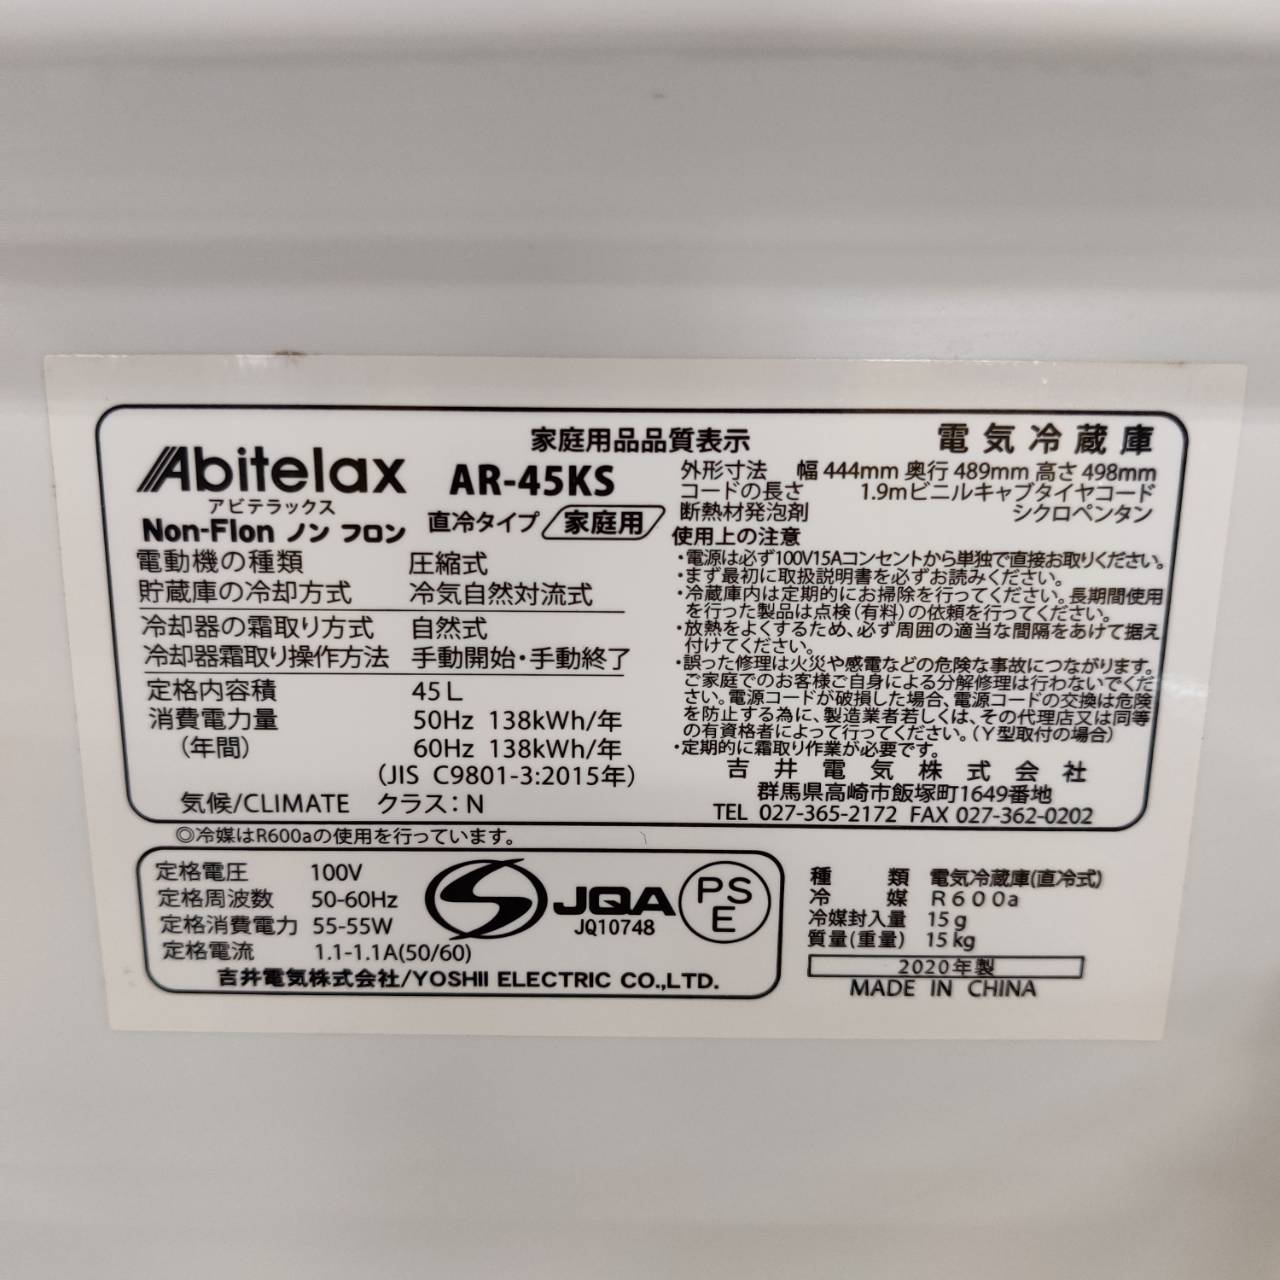 家庭用品品質表示
電気冷蔵庫
Abitelax
アビテラックス
AR-45KS
Non-Flon ノン フロン
直冷タイプ 家庭用
電動機の種類 圧縮式
貯蔵庫の冷却方式 冷気自然対流式
冷却器の霜取り方式 自然式
冷却器霜取り操作方法 手動開始・手動終了
定格内容積 45L
消費電力量 50Hz 138kWh/年
(年間) 60Hz 138kWh/年
(JIS C9801-3:2015年)
気候/CLIMATE クラス:N
外形寸法 幅 444mm 奥行 489mm 高さ 498mm
コードの長さ 1.9mビニルキャブタイヤコード
断熱材発泡剤 シクロペンタン
使用上の注意
・電源は必ず100V15Aコンセントから単独で直接お取りください。
・まず最初に取扱説明書を必ずお読みください。
・冷蔵庫内は定期的にお掃除を行ってください。長期間使用
を行った製品は点検(有料)の依頼を行ってください。
・放熱をよくするため、必ず周囲の適当な間隔をあけて据え
付けてください。
・誤った修理は火災や感電などの危険な事故につながります。
ご家庭でのお客様ご自身による分解修理は行わないでくだ
さい。電源コードが破損した場合、電源コードの交換は危険
を防止する為に、製造業者若しくは、その代理店又は同等
の有資格者によって行ってください。(Y型取付の場合)
・定期的に霜取り作業が必要です。
吉井電気株式会社
群馬県高崎市飯塚町1649番地
TEL 027-365-2172 FAX 027-362-0202
◎冷媒はR600aの使用を行っています。
定格電圧 100V
定格周波数 50-60Hz
定格消費電力 55-55W
定格電流 1.1-1.1A(50/60)
JQA
JQ10748
PS
E
吉井電気株式会社/YOSHII ELECTRIC CO.,LTD.
種類 電気冷蔵庫(直冷式)
冷媒 R600a
冷媒封入量 15g
質量(重量) 15kg
2020年製
MADE IN CHINA